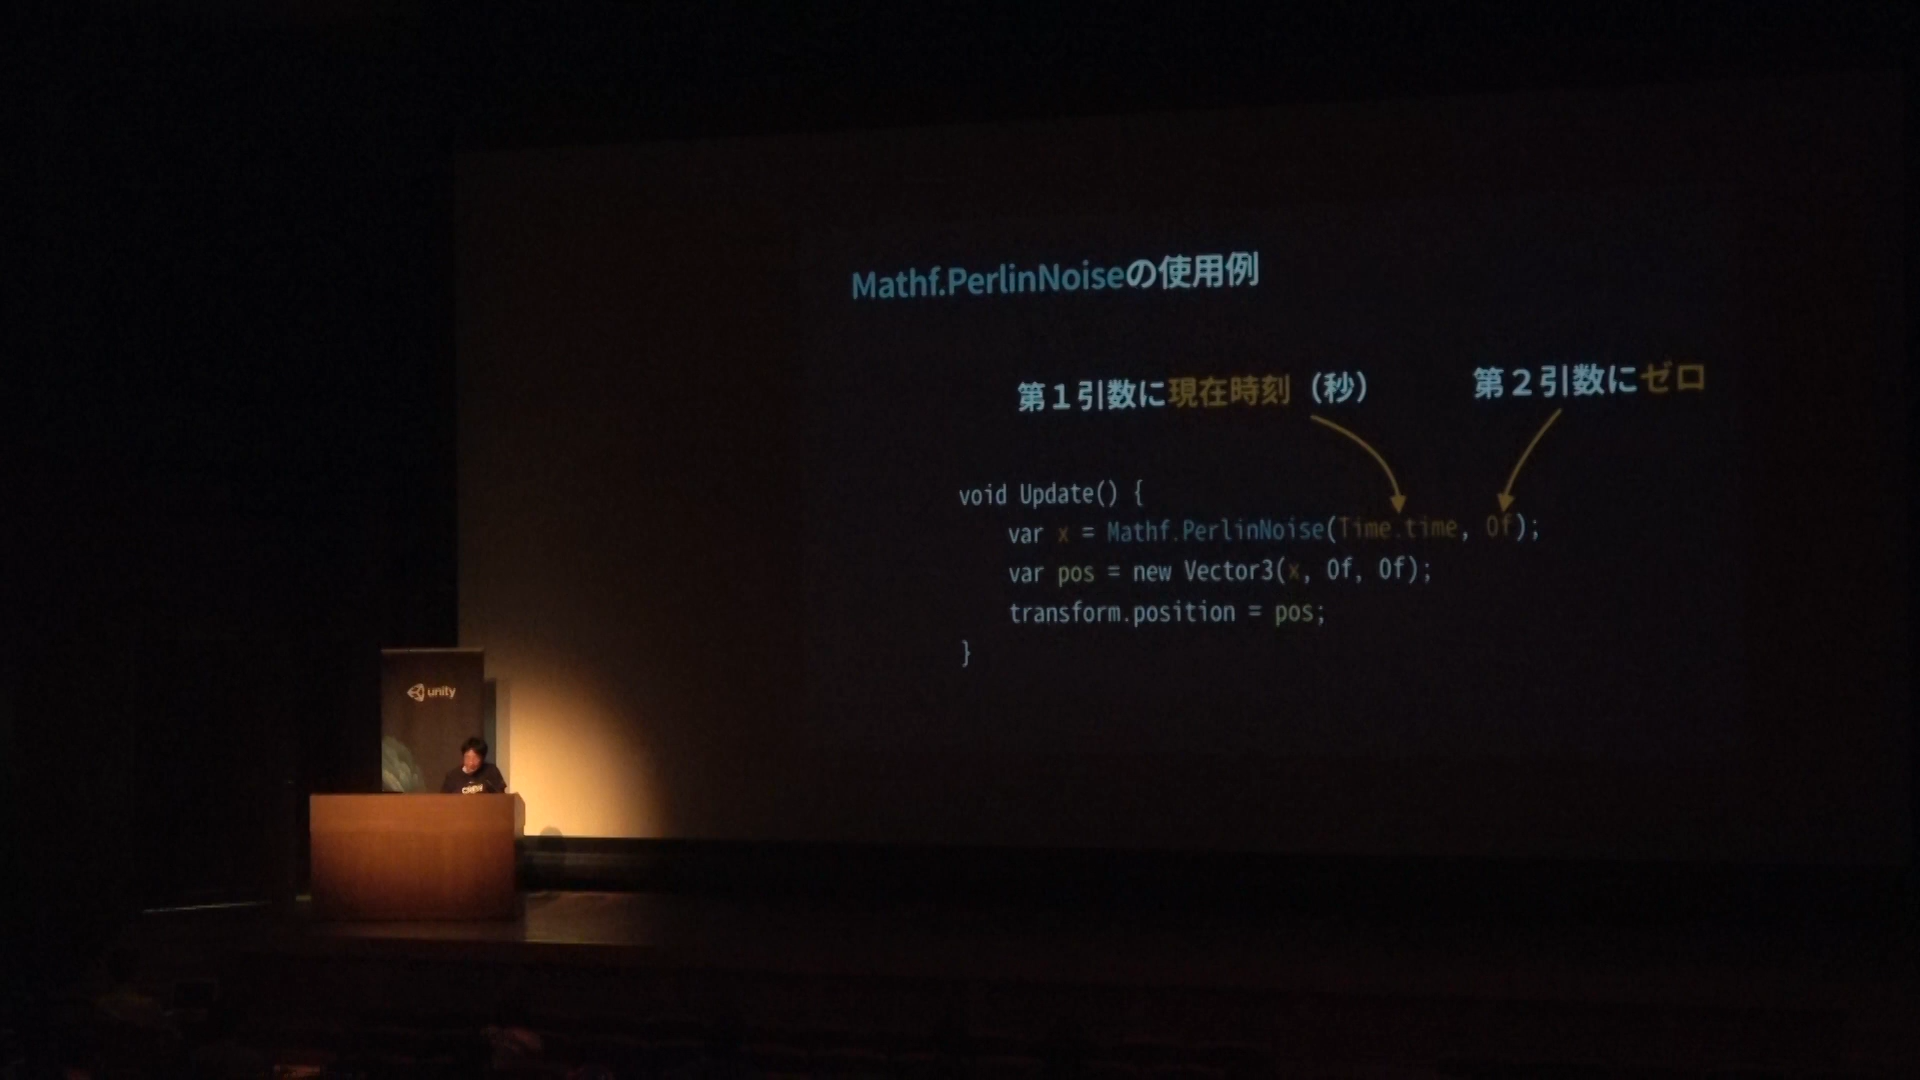 Mathf.PerlinNoiseの使用例
第１引数に現在時刻（秒）
第２引数にゼロ
void Update() {
var x = Mathf.PerlinNoise(Time.time, 0f);
var pos = new Vector3(x, 0f, 0f);
transform.position = pos;
}
unity
CREW